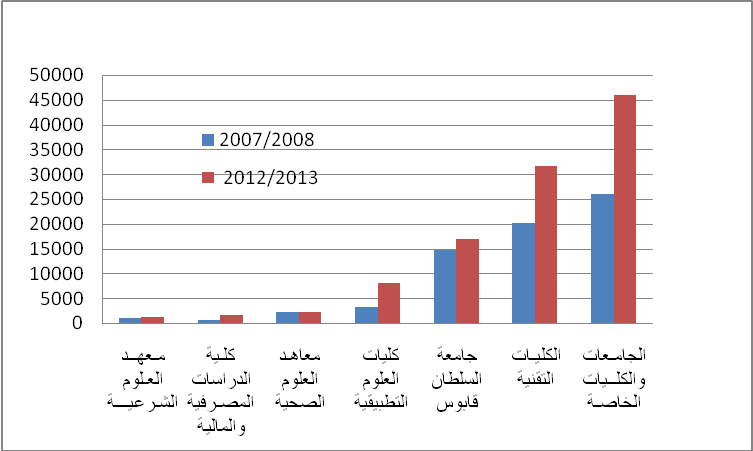 50000
45000
40000
35000
30000
25000
20000
15000
10000
5000
0
2007/2008
2012/2013
معهد
العلوم
الشرعية
كلية
الدراسات
المصرفية
والمالية
معاهد
العلوم
الصحية
كليات
العلوم
التطبيقية
جامعة
السلطان
قابوس
الكليات
التقنية
الجامعات
والكليات
الخاصة